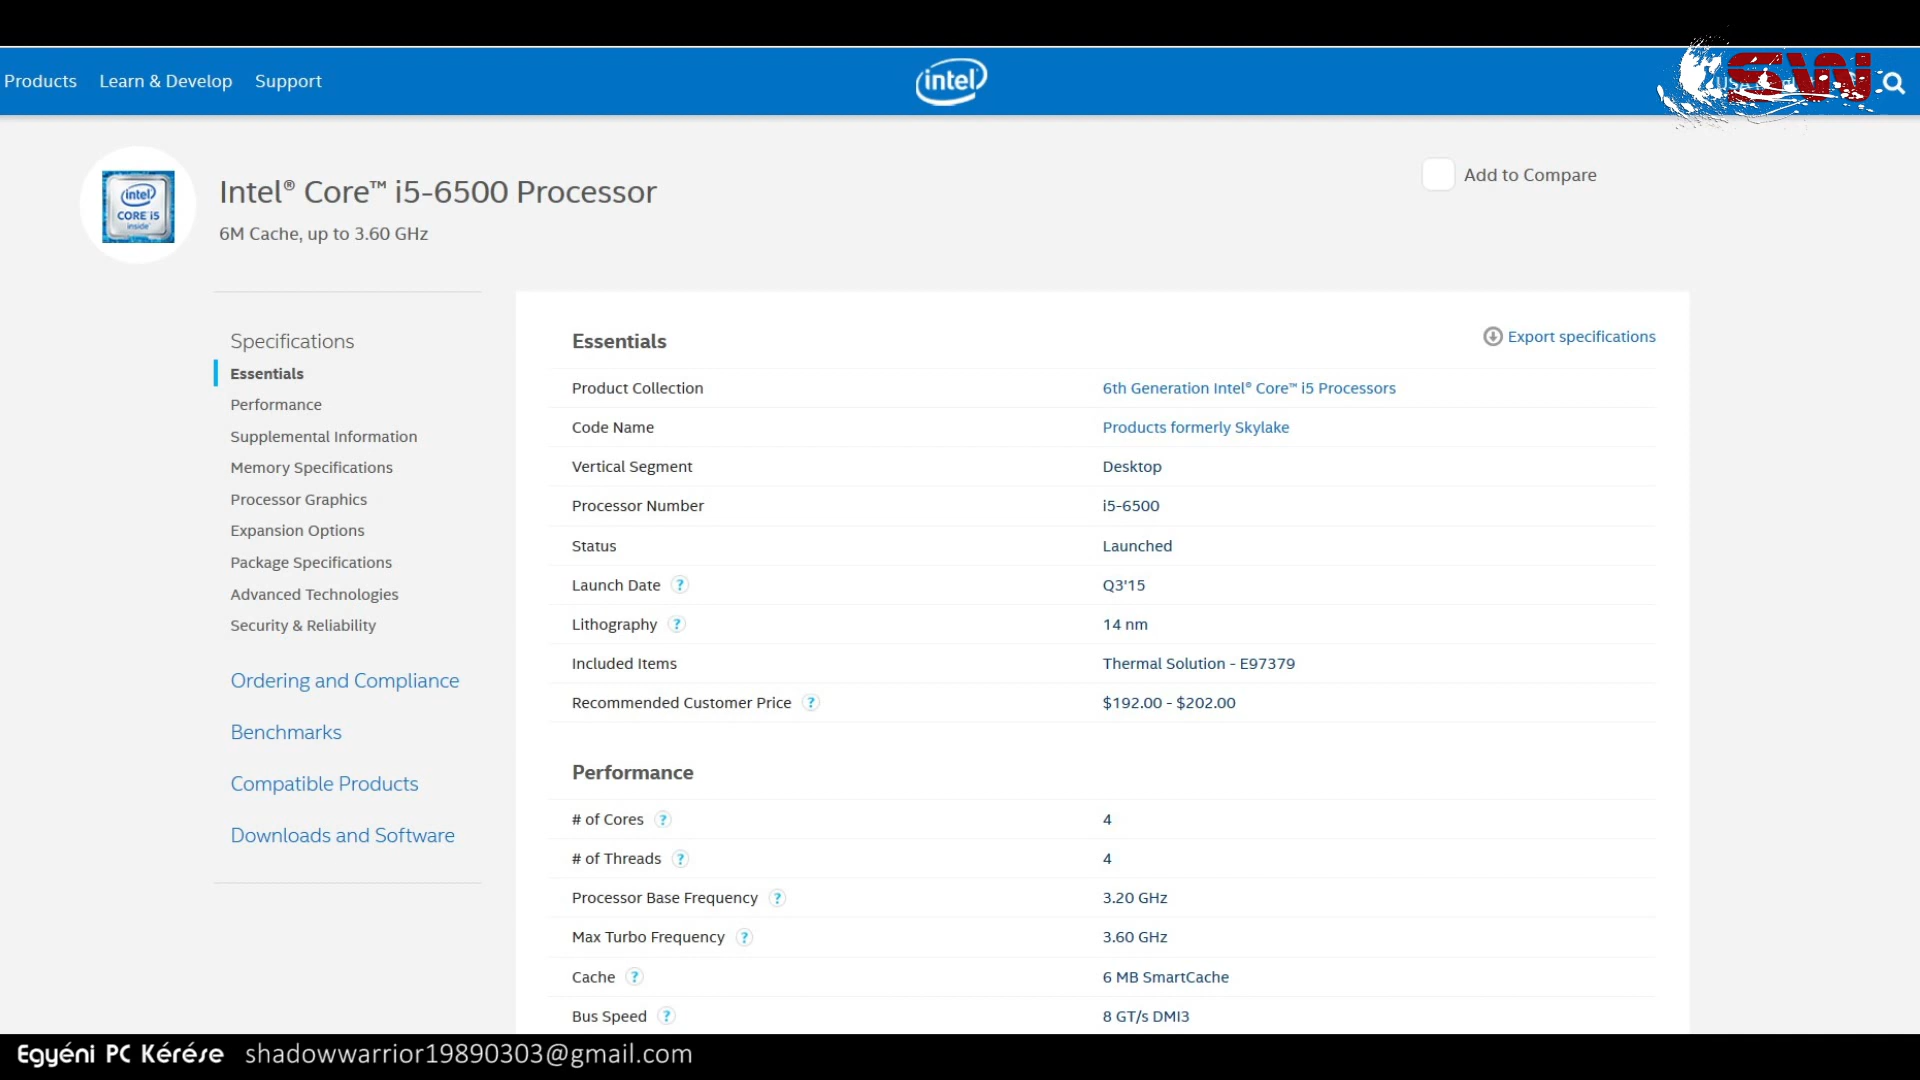 Products Learn & Develop Support
intel
SW
intel
CORE i5
inside
Intel® Core™ i5-6500 Processor
6M Cache, up to 3.60 GHz
Add to Compare
Specifications
Essentials
Performance
Supplemental Information
Memory Specifications
Processor Graphics
Expansion Options
Package Specifications
Advanced Technologies
Security & Reliability
Ordering and Compliance
Benchmarks
Compatible Products
Downloads and Software
Essentials
Export specifications
Product Collection 6th Generation Intel® Core™ i5 Processors
Code Name Products formerly Skylake
Vertical Segment Desktop
Processor Number i5-6500
Status Launched
Launch Date ? Q3'15
Lithography ? 14 nm
Included Items Thermal Solution - E97379
Recommended Customer Price ? $192.00 - $202.00
Performance
# of Cores ? 4
# of Threads ? 4
Processor Base Frequency ? 3.20 GHz
Max Turbo Frequency ? 3.60 GHz
Cache ? 6 MB SmartCache
Bus Speed ? 8 GT/s DMI3
Egyéni PC Kérése shadowwarrior19890303@gmail.com